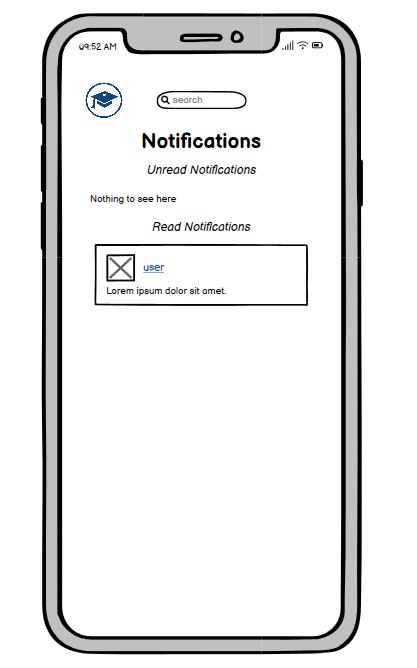 09:52 AM
search
Notifications
Unread Notifications
Nothing to see here
Read Notifications
user
Lorem ipsum dolor sit amet.